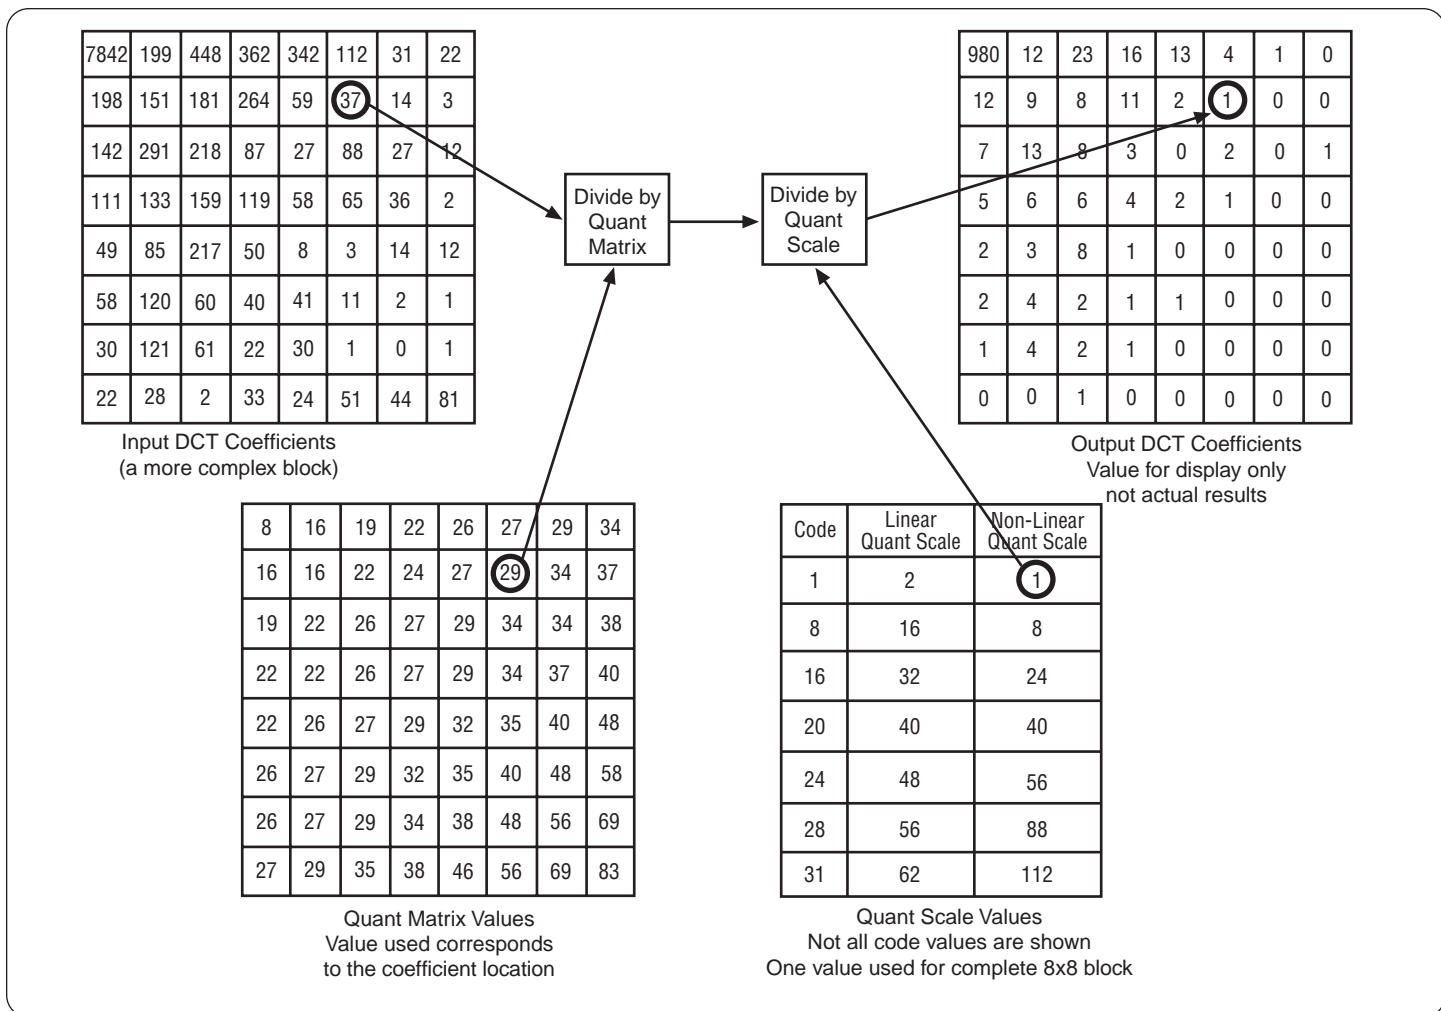 7842 199 448 362 342 112 31 22
198 151 181 264 59 37 14 3
142 291 218 87 27 88 27 12
111 133 159 119 58 65 36 2
49 85 217 50 8 3 14 12
58 120 60 40 41 11 2 1
30 121 61 22 30 1 0 1
22 28 2 33 24 51 44 81
Input DCT Coefficients
(a more complex block)
Divide by
Quant
Matrix
Divide by
Quant
Scale
980 12 23 16 13 4 1 0
12 9 8 11 2 1 0 0
7 13 8 3 0 2 0 1
5 6 6 4 2 1 0 0
2 3 8 1 0 0 0 0
2 4 2 1 1 0 0 0
1 4 2 1 0 0 0 0
0 0 1 0 0 0 0 0
Output DCT Coefficients
Value for display only
not actual results
8 16 19 22 26 27 29 34
16 16 22 24 27 29 34 37
19 22 26 27 29 34 34 38
22 22 26 27 29 34 37 40
22 26 27 29 32 35 40 48
26 27 29 32 35 40 48 58
26 27 29 34 38 48 56 69
27 29 35 38 46 56 69 83
Quant Matrix Values
Value used corresponds
to the coefficient location
Code Linear Quant Scale Non-Linear Quant Scale
1 2 1
8 16 8
16 32 24
20 40 40
24 48 56
28 56 88
31 62 112
Quant Scale Values
Not all code values are shown
One value used for complete 8x8 block